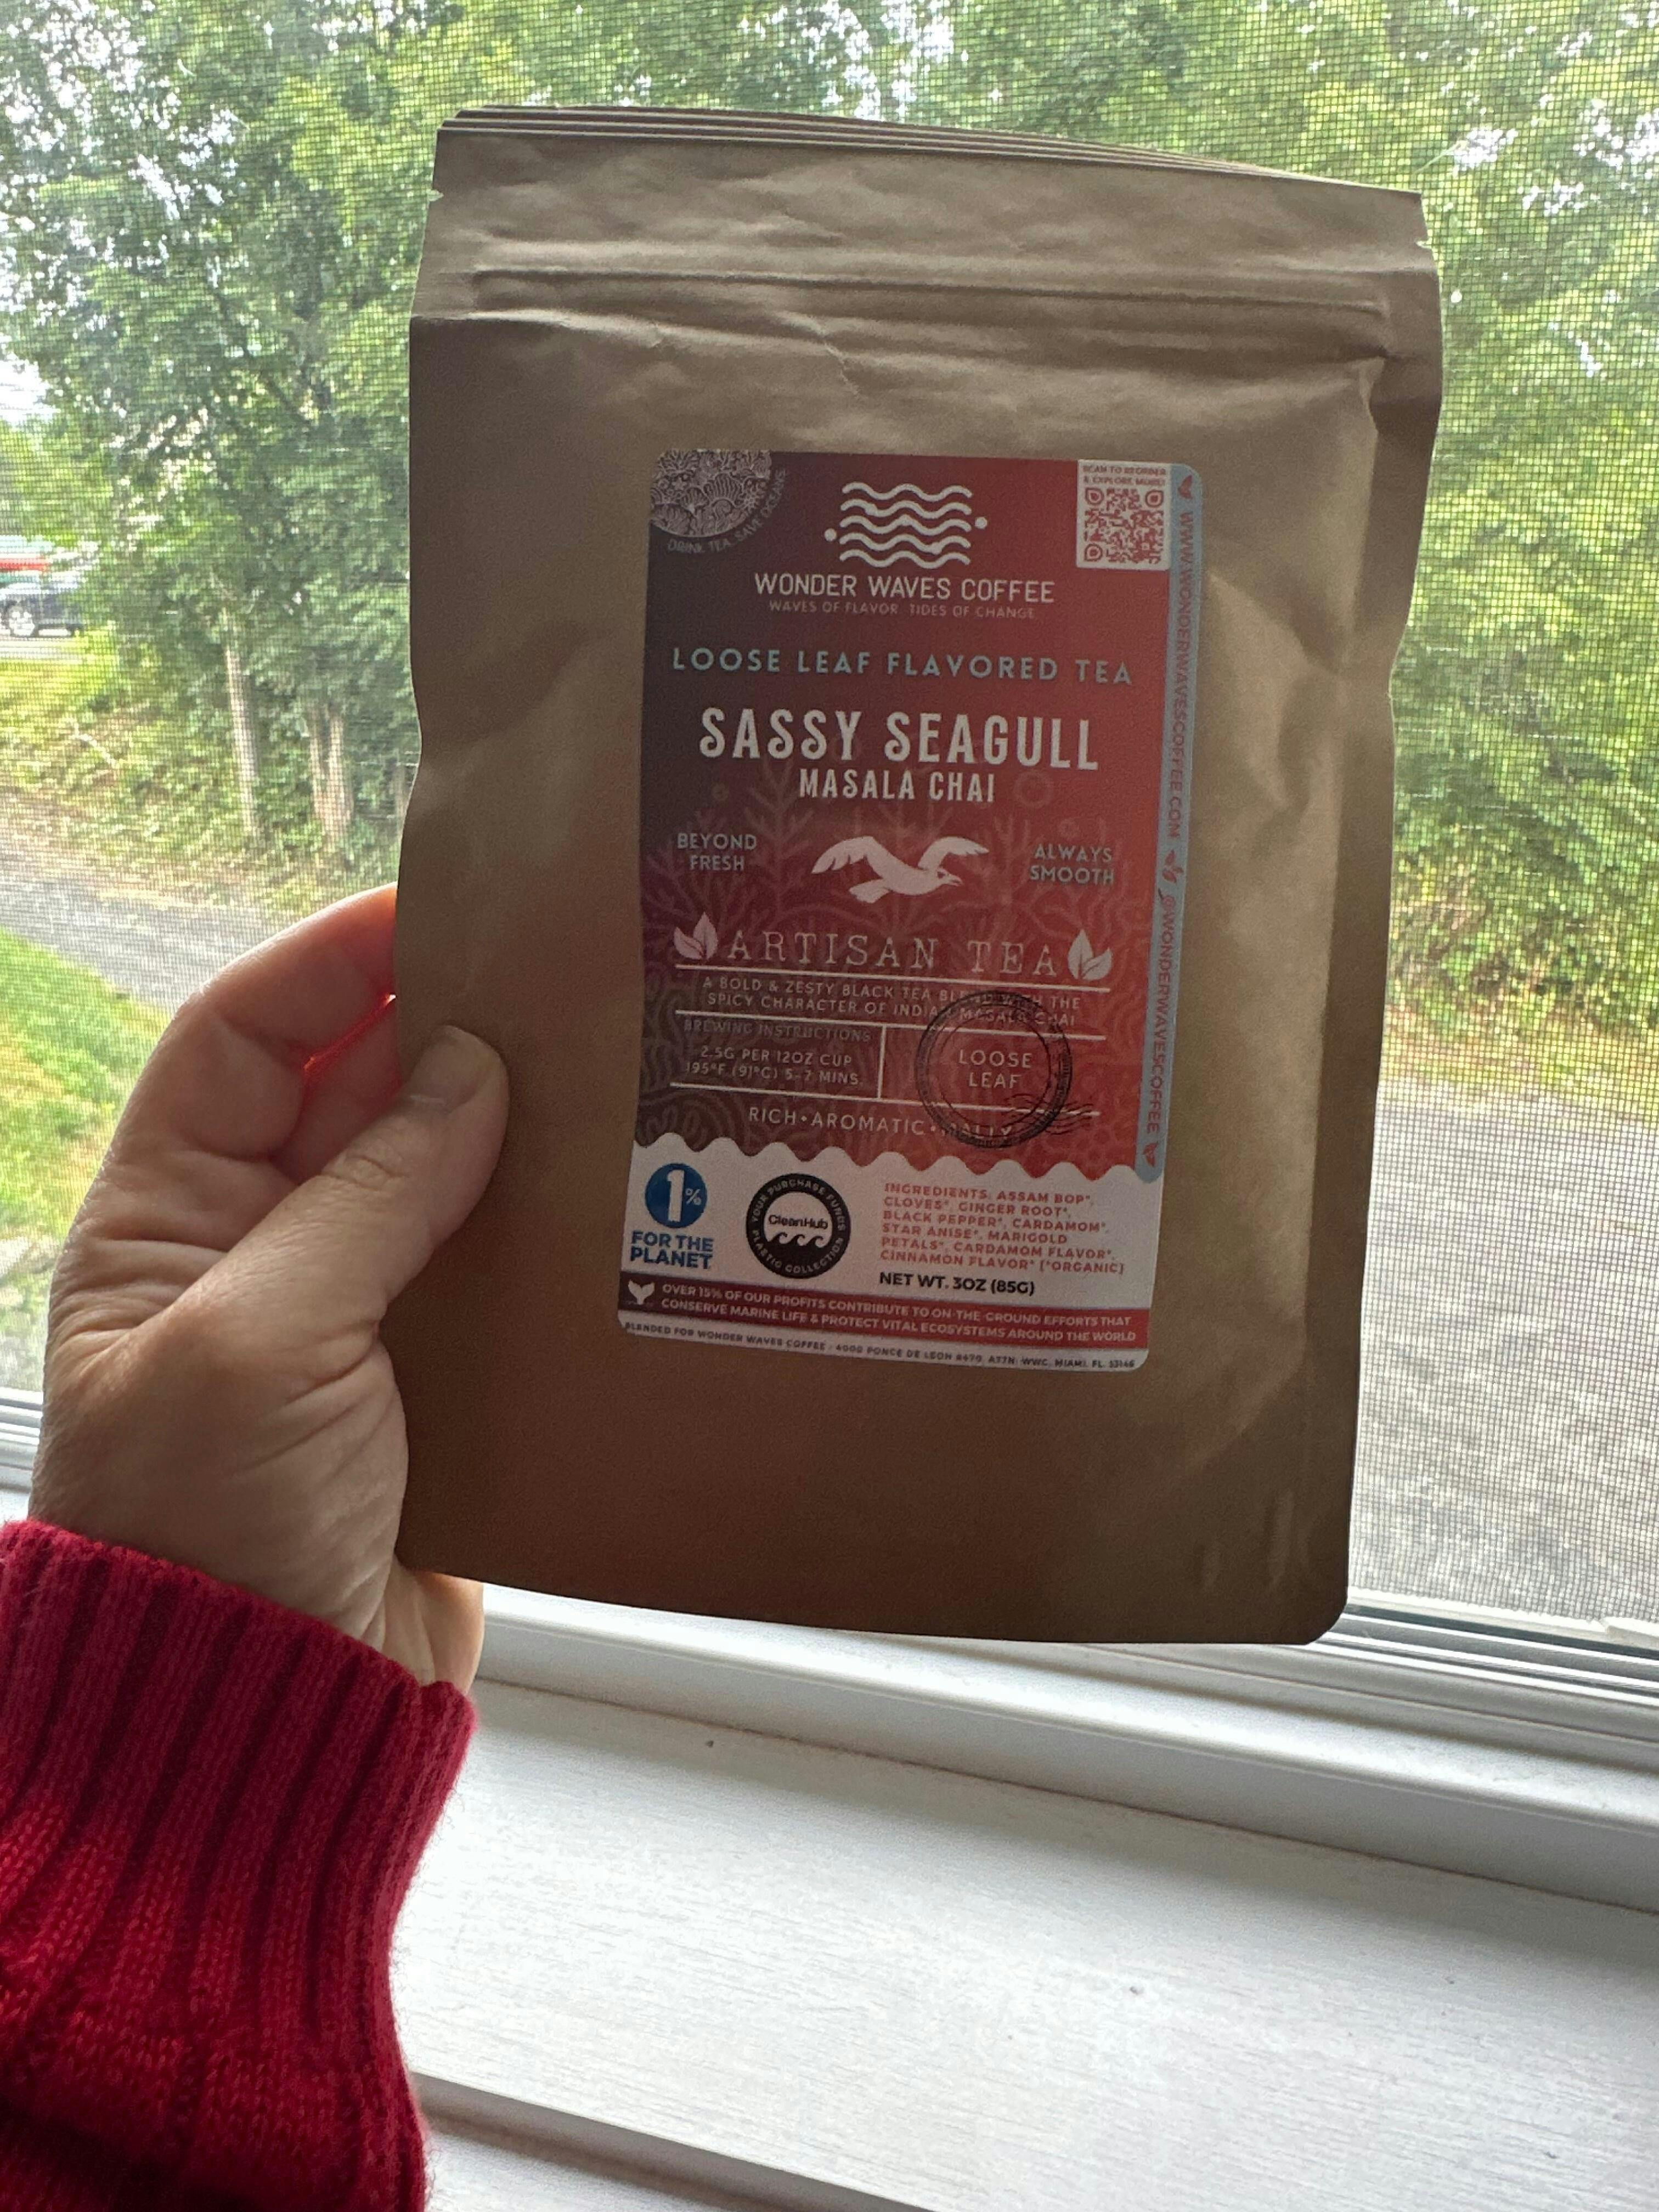 DRINK TEA. SAVE OCEANS
SCAN TO REORDER
& EXPLORE MORE!
WONDER WAVES COFFEE
WAVES OF FLAVOR. TIDES OF CHANGE
LOOSE LEAF FLAVORED TEA
SASSY SEAGULL
MASALA CHAI
BEYOND
FRESH
ALWAYS
SMOOTH
ARTISAN TEA
A BOLD & ZESTY BLACK TEA BLEND WITH THE
SPICY CHARACTER OF INDIAN MASALA CHAI
BREWING INSTRUCTIONS
2.5G PER 12OZ CUP
195°F (91°C) 5-7 MINS.
LOOSE
LEAF
RICH•AROMATIC•MALTY
WWW.WONDERWAVESCOFFEE.COM
@WONDERWAVESCOFFEE
1%
FOR THE
PLANET
YOUR PURCHASE FUNDS
CleanHub
PLASTIC COLLECTION
INGREDIENTS: ASSAM BOP*,
CLOVES*, GINGER ROOT*,
BLACK PEPPER*, CARDAMOM*,
STAR ANISE*, MARIGOLD
PETALS*, CARDAMOM FLAVOR*,
CINNAMON FLAVOR* (*ORGANIC)
NET WT. 3OZ (85G)
OVER 15% OF OUR PROFITS CONTRIBUTE TO ON-THE-GROUND EFFORTS THAT
CONSERVE MARINE LIFE & PROTECT VITAL ECOSYSTEMS AROUND THE WORLD
BLENDED FOR WONDER WAVES COFFEE - 4000 PONCE DE LEON #470, ATTN: WWC, MIAMI, FL, 33146